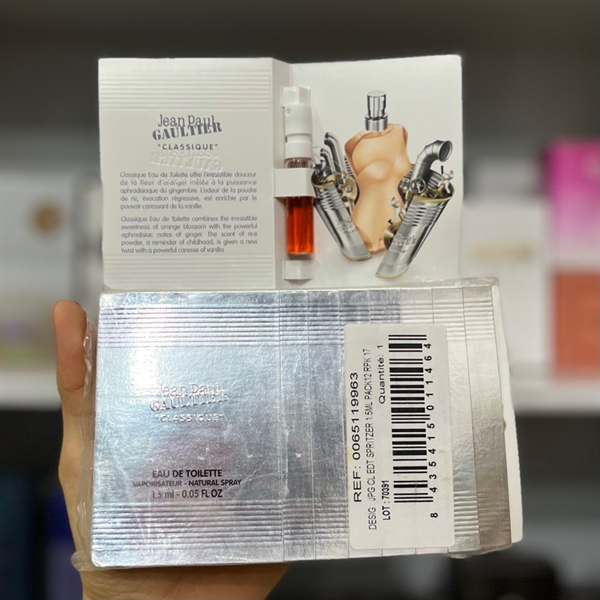 Jean Paul
GAULTIER
"CLASSIQUE"
Classique Eau de Toilette offre l'irrésistible douceur
de la fleur d'oranger mêlée à la puissance
aphrodisiaque du gingembre. L'odeur de la poudre
de riz, évocation régressive, est enrichie par le
pouvoir caressant de la vanille.
Classique Eau de Toilette combines the irresistible
sweetness of orange blossom with the powerful
aphrodisiac notes of ginger. The scent of rice
powder, a reminder of childhood, is given a new
twist with a powerful caresse of vanilla.
Jean Paul
GAULTIER
"CLASSIQUE"
EAU DE TOILETTE
VAPORISATEUR - NATURAL SPRAY
1.5 ml - 0.05 FL OZ
REF: 0065119963
Quantité: 1
DESIG JPG CL EDT SPRITZER 1.5ML PACK12 RPK 17
LOT: 70391
8 435415 011464